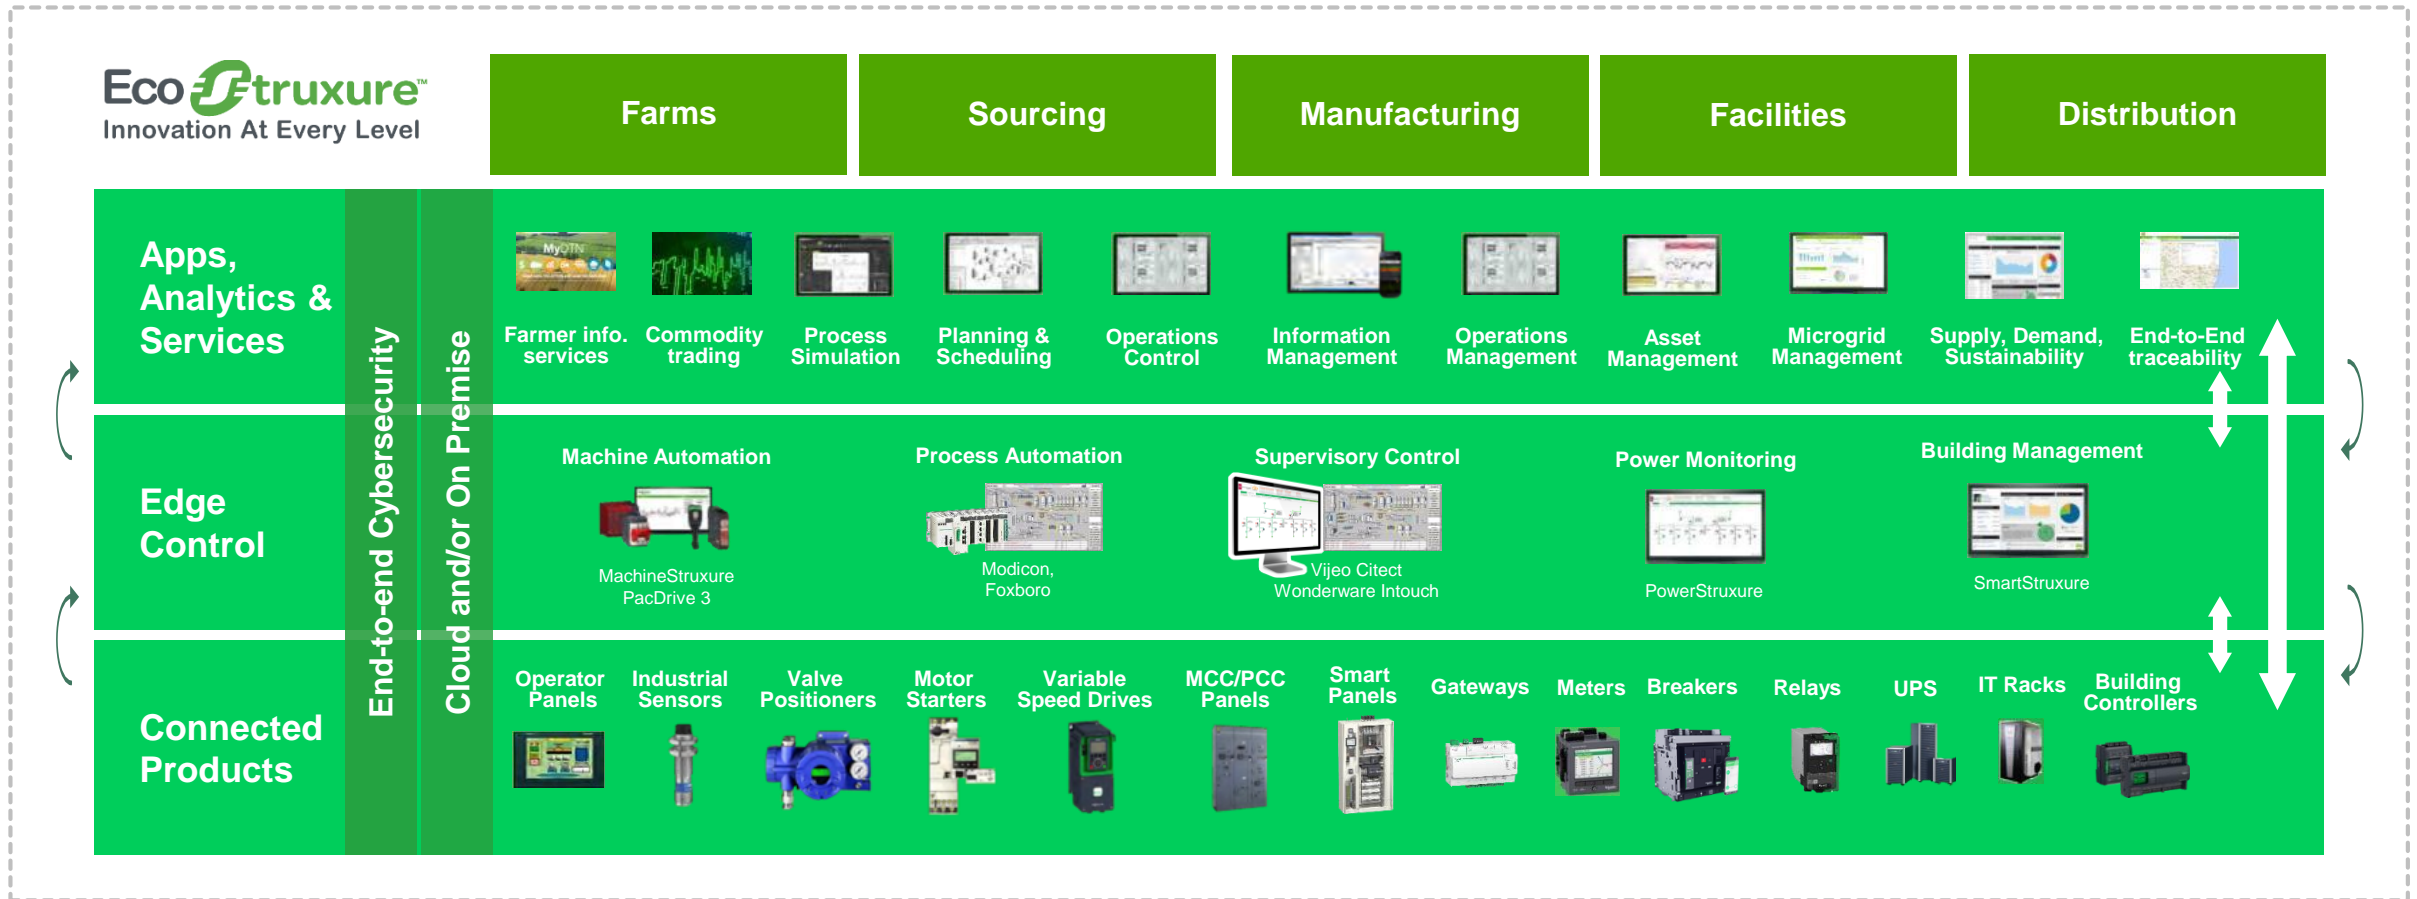 EcoStruxure™
Innovation At Every Level
Farms
Sourcing
Manufacturing
Facilities
Distribution
Apps,
Analytics &
Services
End-to-end Cybersecurity
Cloud and/or On Premise
MyDTN
Farmer info.
services
Commodity
trading
Process
Simulation
Planning &
Scheduling
Operations
Control
Information
Management
Operations
Management
Asset
Management
Microgrid
Management
Supply, Demand,
Sustainability
End-to-End
traceability
Edge
Control
Machine Automation
MachineStruxure
PacDrive 3
Process Automation
Modicon,
Foxboro
Supervisory Control
Vijeo Citect
Wonderware Intouch
Power Monitoring
PowerStruxure
Building Management
SmartStruxure
Connected
Products
Operator
Panels
Industrial
Sensors
Valve
Positioners
Motor
Starters
Variable
Speed Drives
MCC/PCC
Panels
Smart
Panels
Gateways
Meters
Breakers
Relays
UPS
IT Racks
Building
Controllers